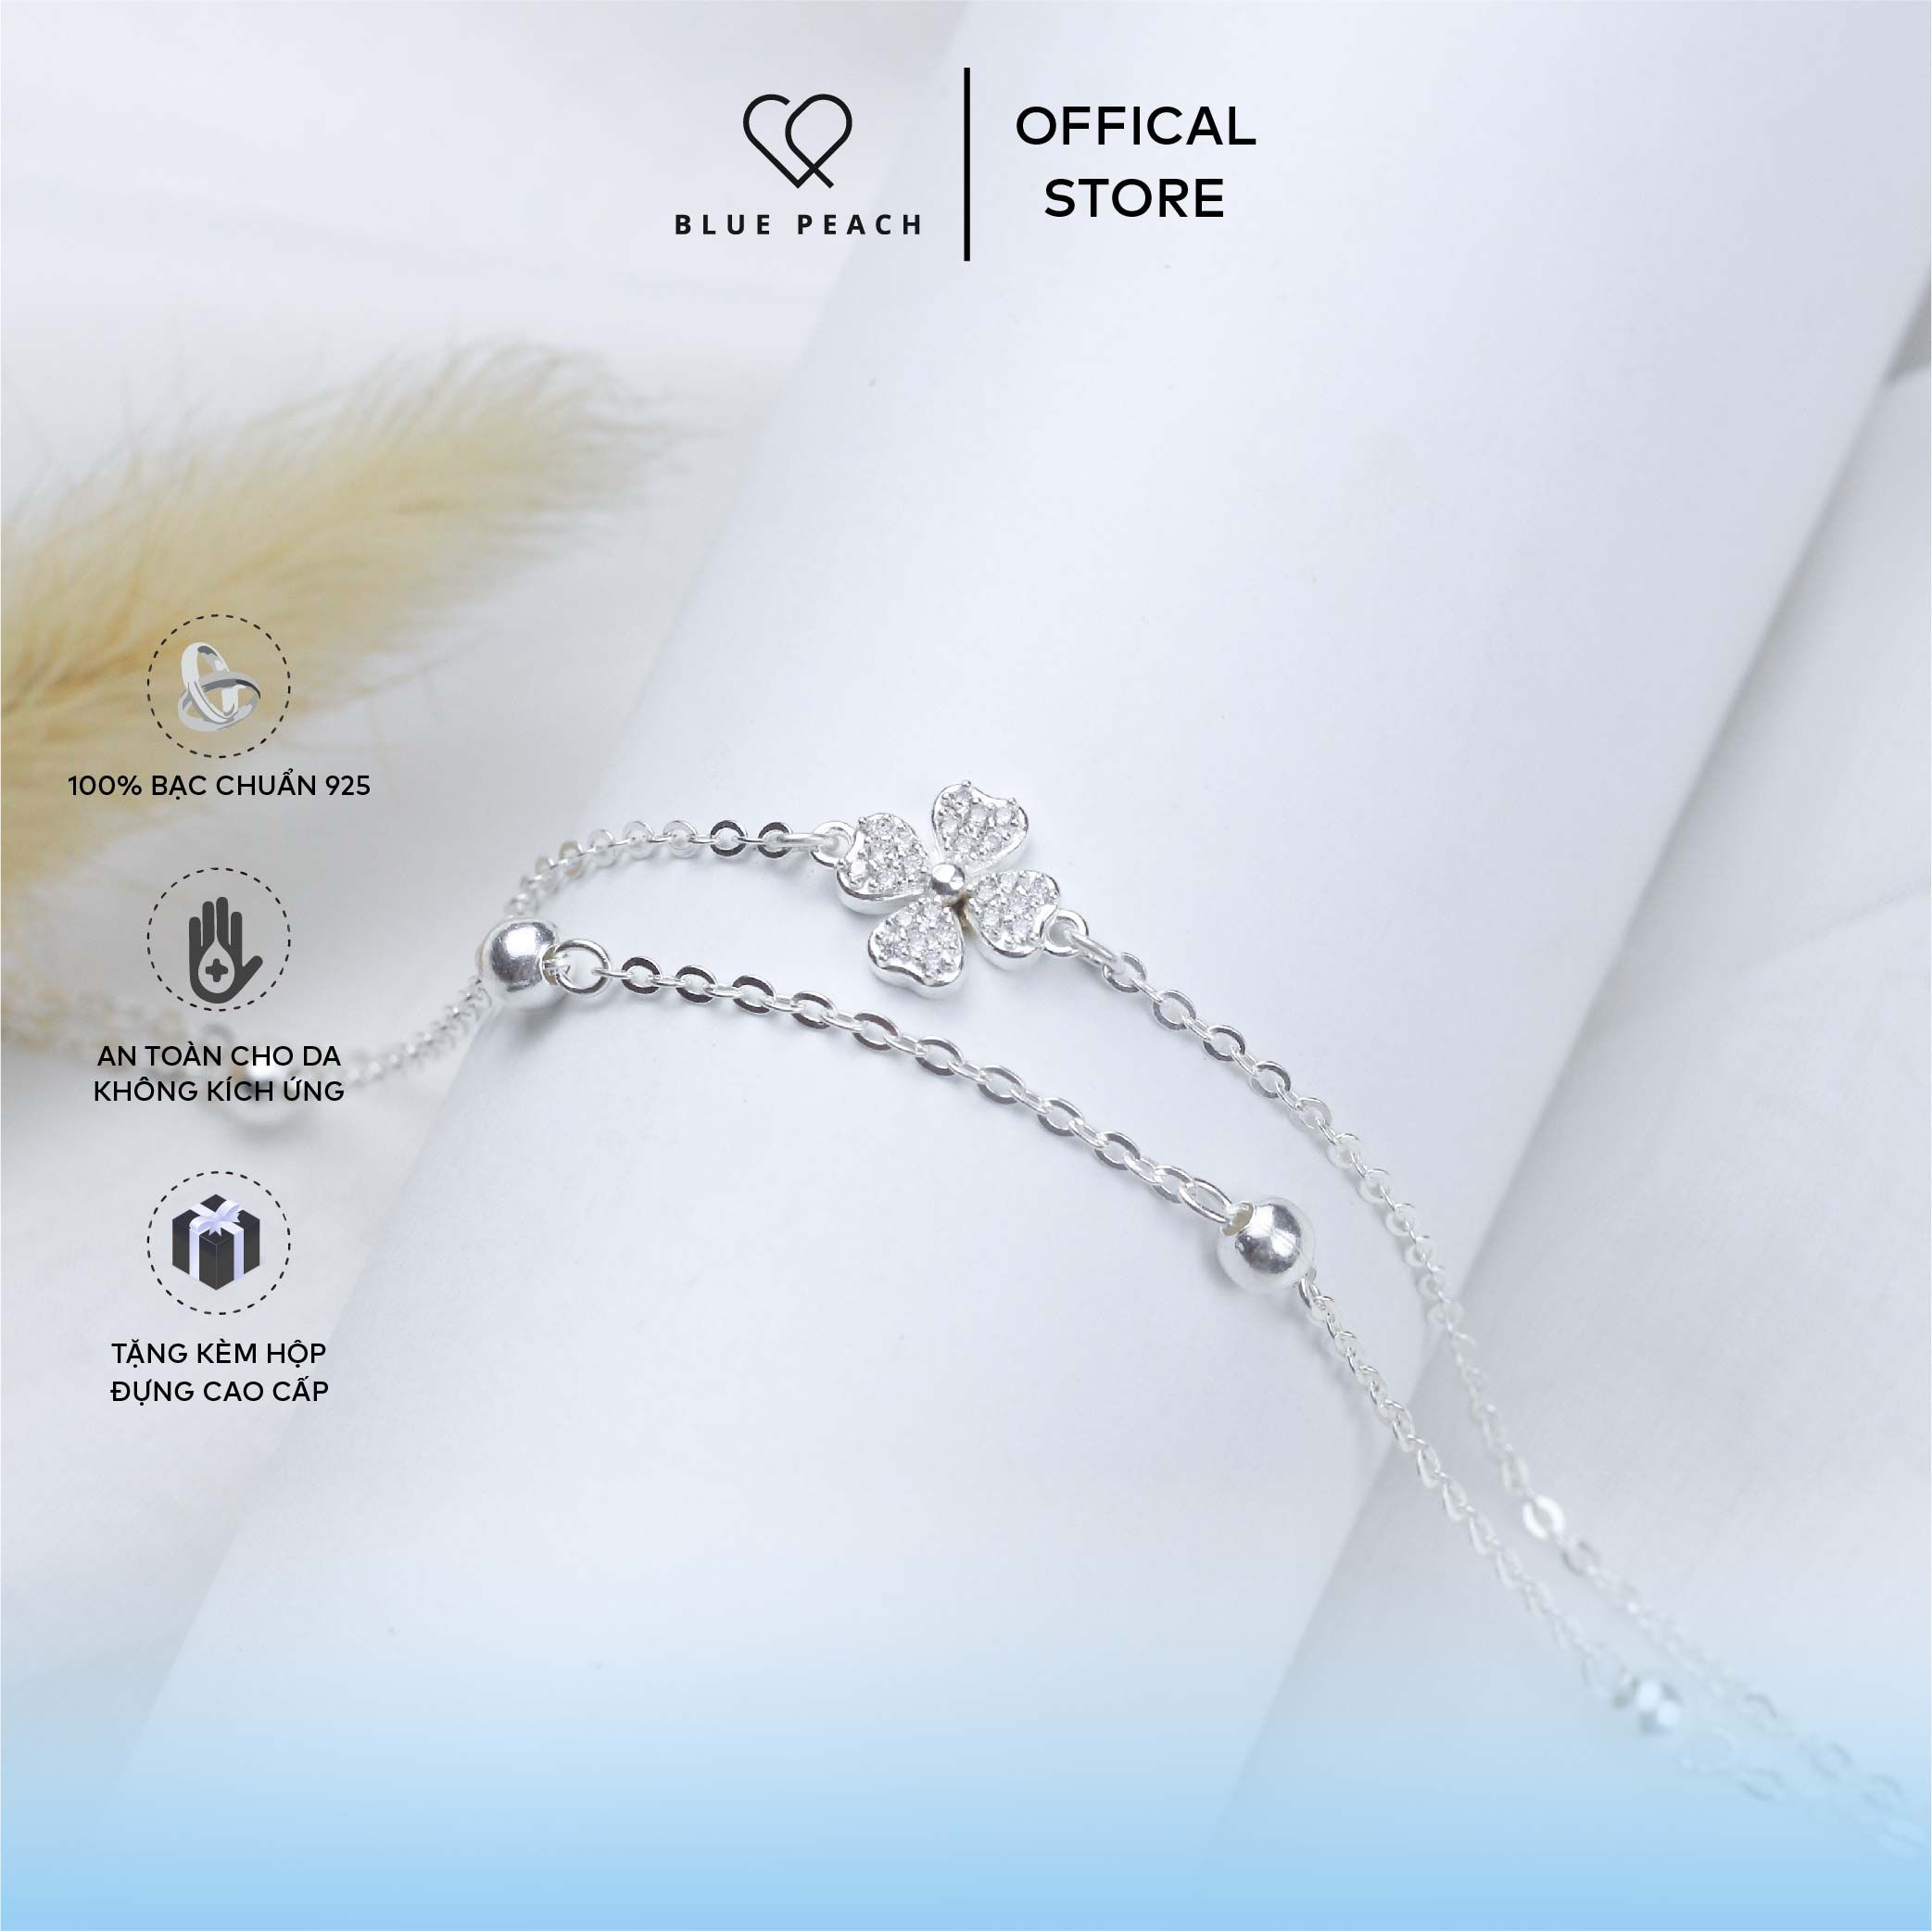 BLUE PEACH
OFFICAL
STORE
100% BẠC CHUẨN 925
AN TOÀN CHO DA
KHÔNG KÍCH ỨNG
TẶNG KÈM HỘP
ĐỰNG CAO CẤP